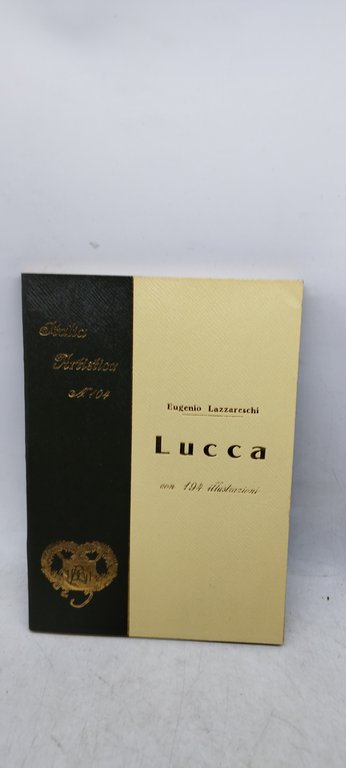 Italia
Artistica
N. 104
Eugenio Lazzareschi
Lucca
con 194 illustrazioni